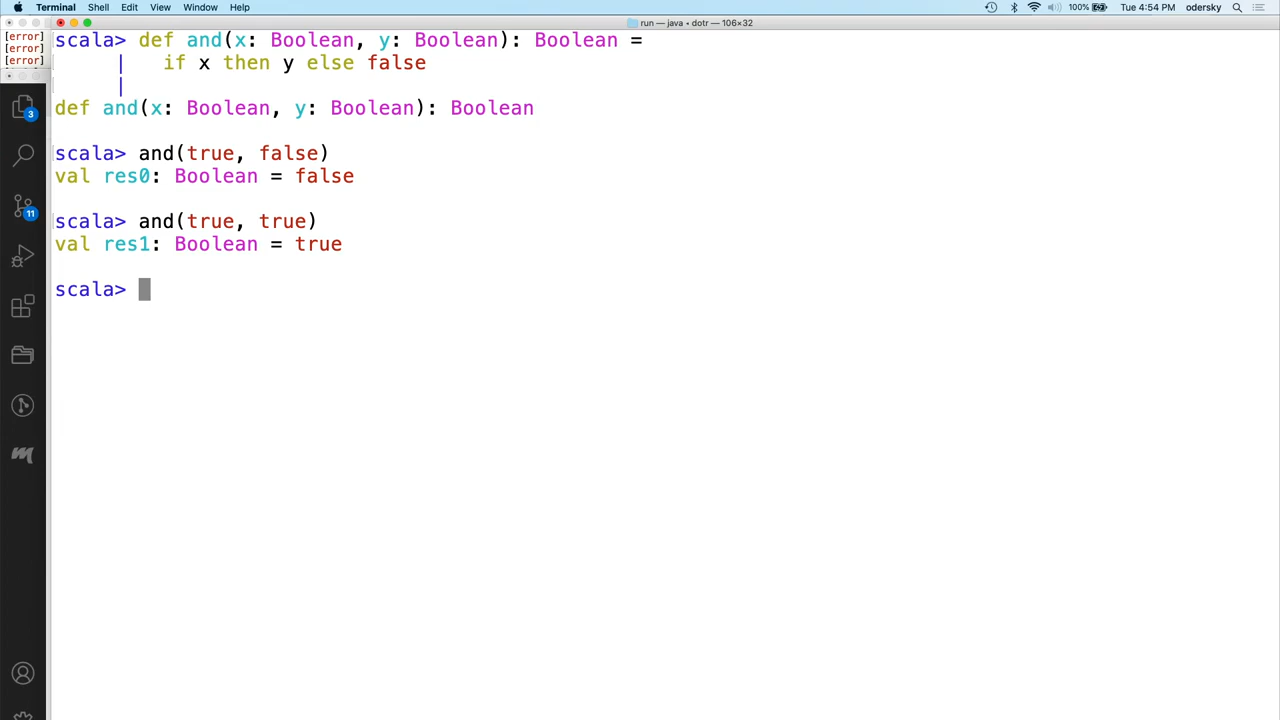 Terminal Shell Edit View Window Help 100% Tue 4:54 PM odersky
run — java ◂ dotr — 106×32
[error]
[error]
[error]
scala> def and(x: Boolean, y: Boolean): Boolean =
     |   if x then y else false
     |
def and(x: Boolean, y: Boolean): Boolean
scala> and(true, false)
val res0: Boolean = false
scala> and(true, true)
val res1: Boolean = true
scala>
3
11